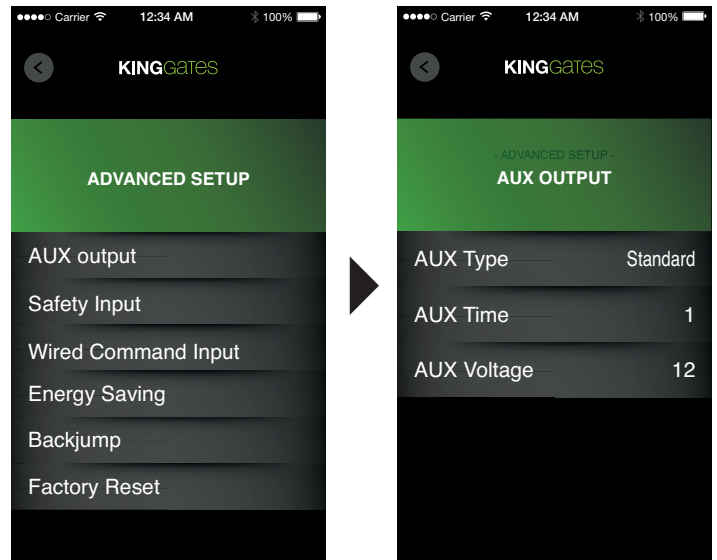 Carrier 12:34 AM 100%
KINGGates
ADVANCED SETUP
AUX output
Safety Input
Wired Command Input
Energy Saving
Backjump
Factory Reset
Carrier 12:34 AM 100%
KINGGates
- ADVANCED SETUP -
AUX OUTPUT
AUX Type Standard
AUX Time 1
AUX Voltage 12